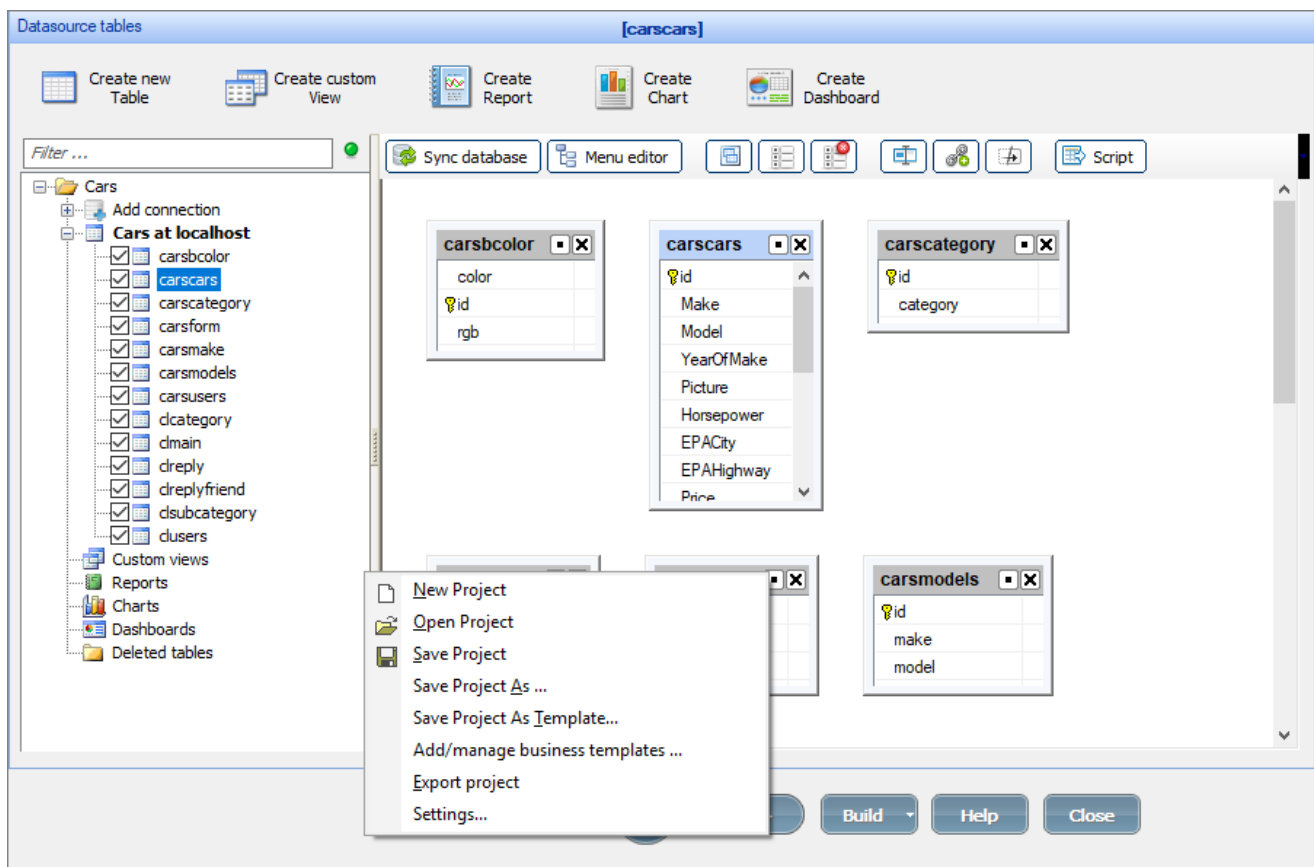 Datasource tables
[carscars]
Create new
Table
Create custom
View
Create
Report
Create
Chart
Create
Dashboard
Filter ...
Sync database
Menu editor
Script
Cars
Add connection
Cars at localhost
carsbcolor
carscars
carscategory
carsform
carsmake
carsmodels
carsusers
clcategory
clmain
clreply
clreplyfriend
clsubcategory
clusers
Custom views
Reports
Charts
Dashboards
Deleted tables
carsbcolor
color
id
rgb
carscars
id
Make
Model
YearOfMake
Picture
Horsepower
EPACity
EPAHighway
Price
carscategory
id
category
carsmodels
id
make
model
New Project
Open Project
Save Project
Save Project As ...
Save Project As Template...
Add/manage business templates ...
Export project
Settings...
Build
Help
Close